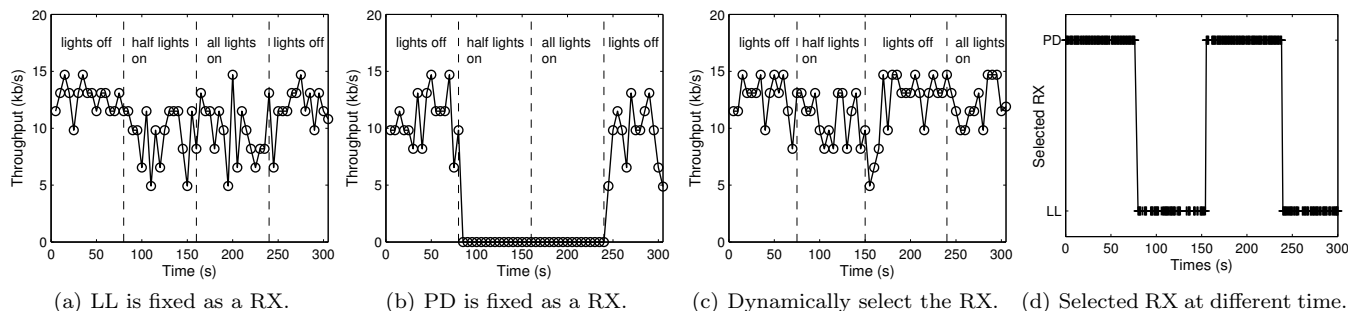 20
15
10
5
0
Throughput (kb/s)
lights off
half lights on
all lights on
lights off
0 50 100 150 200 250 300
Time (s)
(a) LL is fixed as a RX.
20
15
10
5
0
Throughput (kb/s)
lights off
half lights on
all lights on
lights off
0 50 100 150 200 250 300
Time (s)
(b) PD is fixed as a RX.
20
15
10
5
0
Throughput (kb/s)
lights off
half lights on
lights off
all lights on
0 50 100 150 200 250 300
Time (s)
(c) Dynamically select the RX.
PD
LL
Selected RX
0 50 100 150 200 250 300
Times (s)
(d) Selected RX at different time.